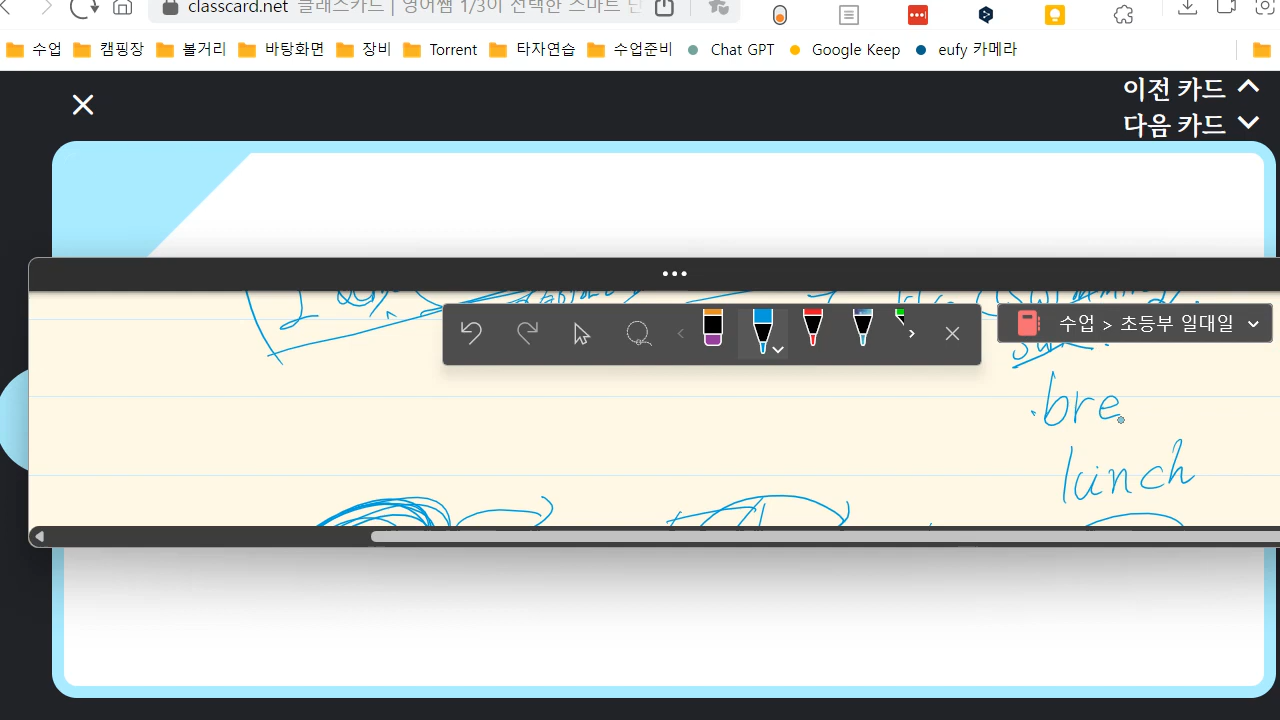 classcard.net 클래스카드 | 영어쌤 1/3이 선택한 스마트 단
수업 캠핑장 볼거리 바탕화면 장비 Torrent 타자연습 수업준비 Chat GPT Google Keep eufy 카메라
이전 카드
다음 카드
수업 > 초등부 일대일
.bre
lunch